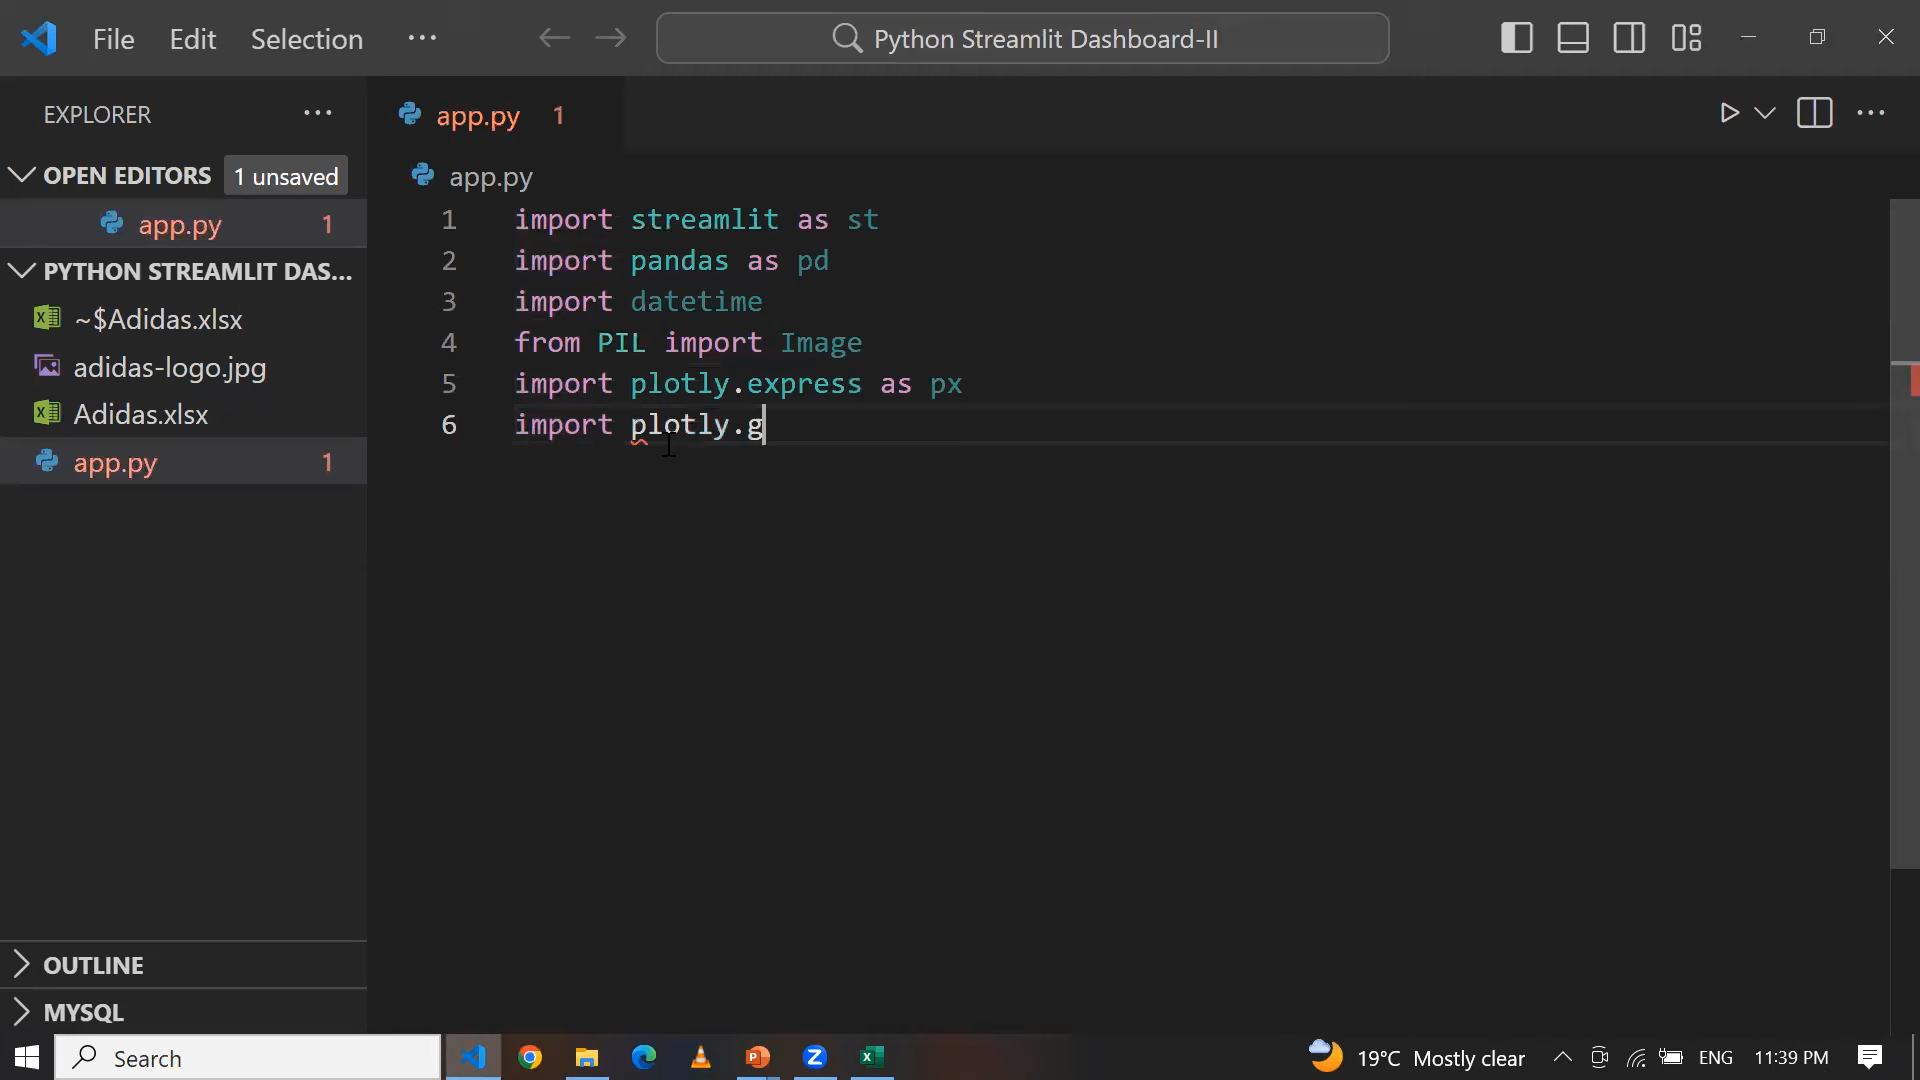 File Edit Selection ··· Python Streamlit Dashboard-II
EXPLORER ···
OPEN EDITORS 1 unsaved
app.py 1
PYTHON STREAMLIT DAS...
~$Adidas.xlsx
adidas-logo.jpg
Adidas.xlsx
app.py 1
OUTLINE
MYSQL
app.py 1
app.py
1 import streamlit as st
2 import pandas as pd
3 import datetime
4 from PIL import Image
5 import plotly.express as px
6 import plotly.g
Search 19°C Mostly clear ENG 11:39 PM